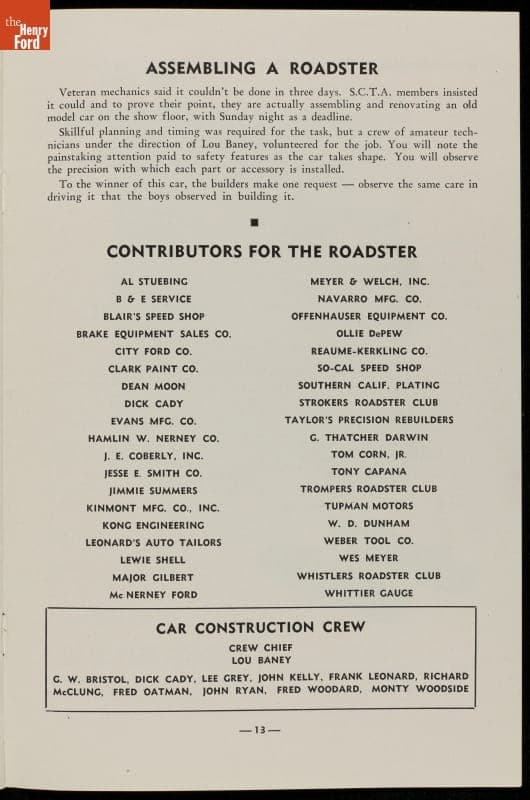 the
Henry
Ford
ASSEMBLING A ROADSTER
Veteran mechanics said it couldn't be done in three days. S.C.T.A. members insisted
it could and to prove their point, they are actually assembling and renovating an old
model car on the show floor, with Sunday night as a deadline.
Skillful planning and timing was required for the task, but a crew of amateur tech-
nicians under the direction of Lou Baney, volunteered for the job. You will note the
painstaking attention paid to safety features as the car takes shape. You will observe
the precision with which each part or accessory is installed.
To the winner of this car, the builders make one request — observe the same care in
driving it that the boys observed in building it.
CONTRIBUTORS FOR THE ROADSTER
AL STUEBING
B & E SERVICE
BLAIR'S SPEED SHOP
BRAKE EQUIPMENT SALES CO.
CITY FORD CO.
CLARK PAINT CO.
DEAN MOON
DICK CADY
EVANS MFG. CO.
HAMLIN W. NERNEY CO.
J. E. COBERLY, INC.
JESSE E. SMITH CO.
JIMMIE SUMMERS
KINMONT MFG. CO., INC.
KONG ENGINEERING
LEONARD'S AUTO TAILORS
LEWIE SHELL
MAJOR GILBERT
Mc NERNEY FORD
MEYER & WELCH, INC.
NAVARRO MFG. CO.
OFFENHAUSER EQUIPMENT CO.
OLLIE DePEW
REAUME-KERKLING CO.
SO-CAL SPEED SHOP
SOUTHERN CALIF. PLATING
STROKERS ROADSTER CLUB
TAYLOR'S PRECISION REBUILDERS
G. THATCHER DARWIN
TOM CORN, JR.
TONY CAPANA
TROMPERS ROADSTER CLUB
TUPMAN MOTORS
W. D. DUNHAM
WEBER TOOL CO.
WES MEYER
WHISTLERS ROADSTER CLUB
WHITTIER GAUGE
CAR CONSTRUCTION CREW
CREW CHIEF
LOU BANEY
G. W. BRISTOL, DICK CADY, LEE GREY, JOHN KELLY, FRANK LEONARD, RICHARD
McCLUNG, FRED OATMAN, JOHN RYAN, FRED WOODARD, MONTY WOODSIDE
— 13 —